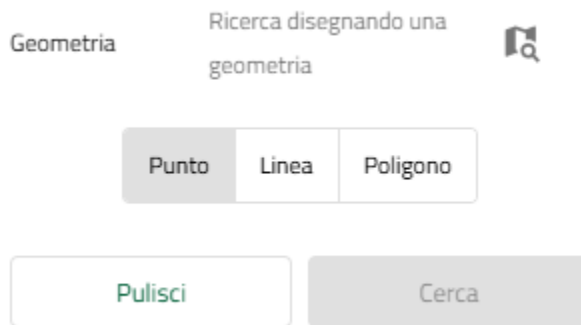 Geometria
Ricerca disegnando una
geometria
Punto
Linea
Poligono
Pulisci
Cerca